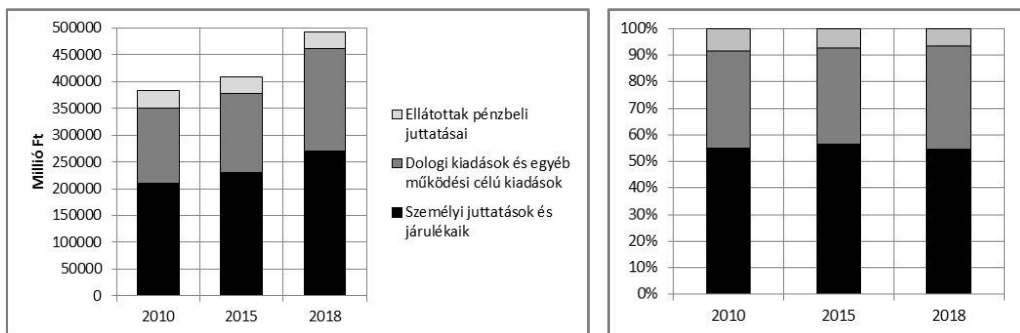 500000
450000
400000
350000
300000
250000
200000
150000
100000
50000
0
Millió Ft
2010 2015 2018
Ellátottak pénzbeli
juttatásai
Dologi kiadások és egyéb
működési célú kiadások
Személyi juttatások és
járulékaik
100%
90%
80%
70%
60%
50%
40%
30%
20%
10%
0%
2010 2015 2018